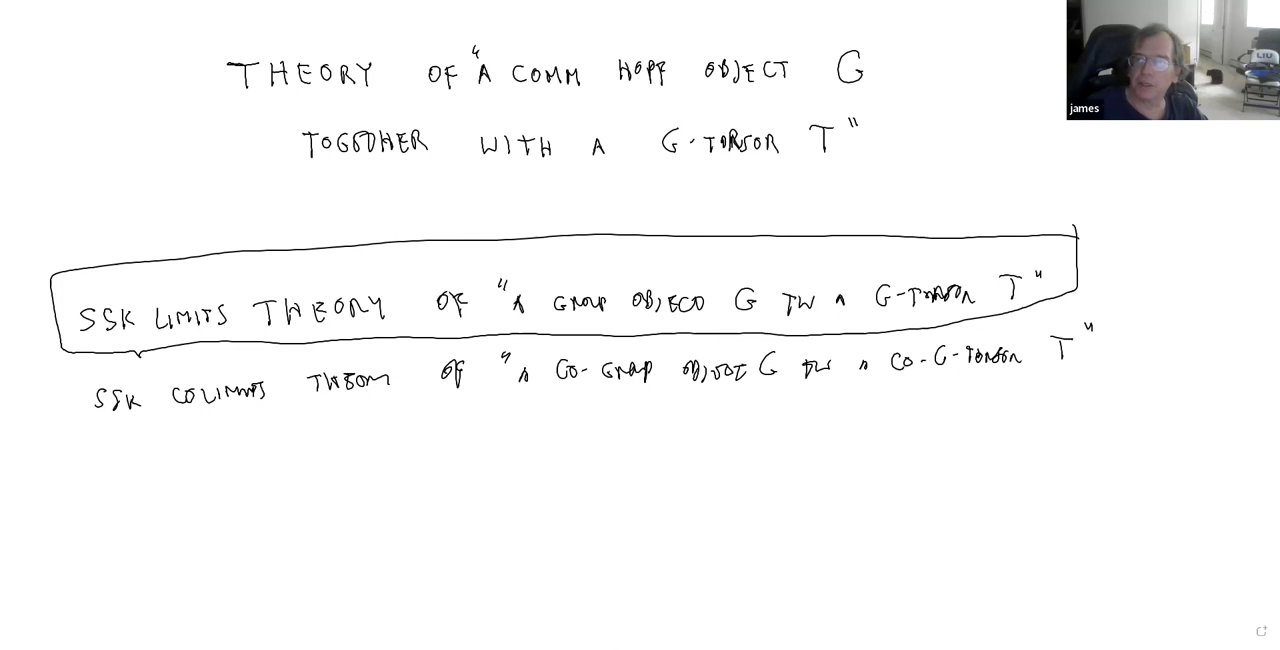 THEORY OF "A COMM HOPF OBJECT G
TOGETHER WITH A G-TORSOR T"
SSK LIMITS THEORY OF "A GROUP OBJECT G TW A G-TORSOR T"
SSK COLIMITS THEORY OF "A CO-GROUP OBJECT G TW A CO-G-TORSOR T"
james
LIU